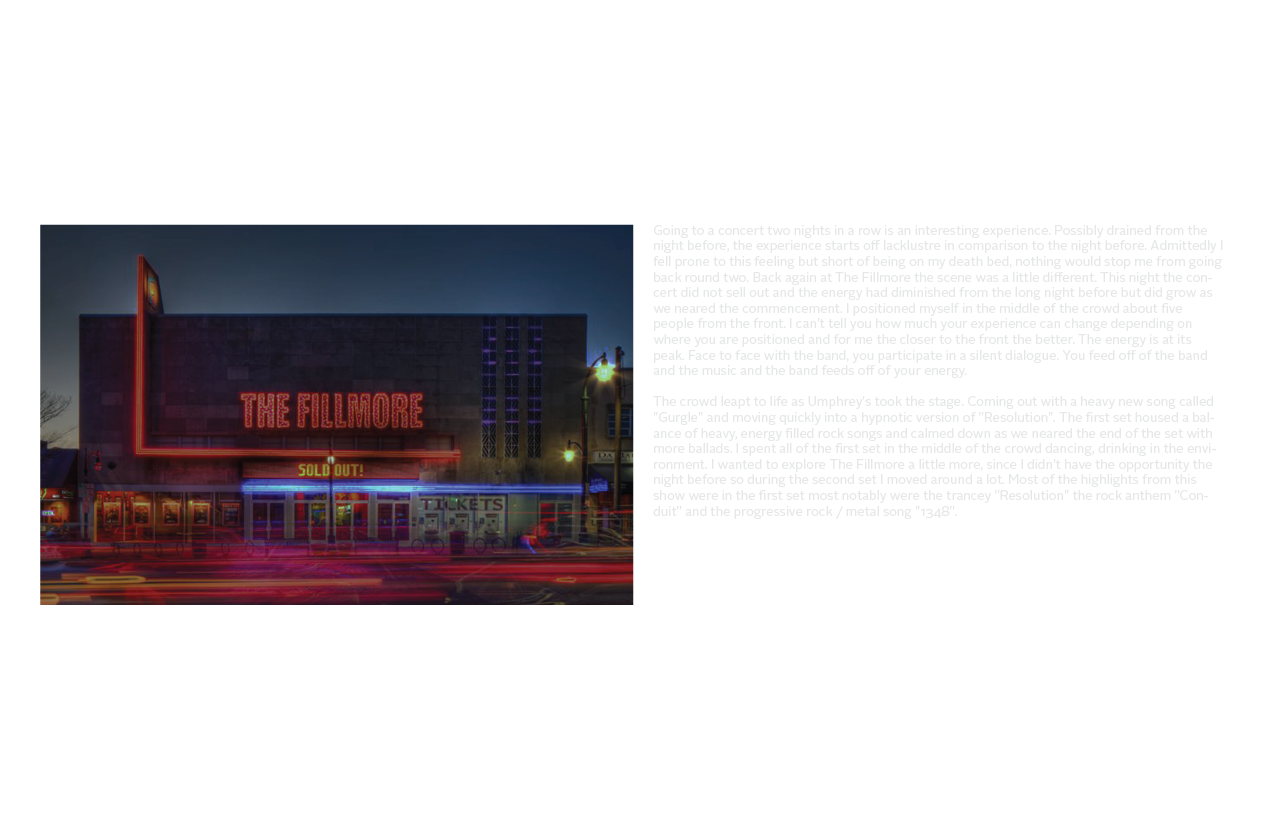 THE FILLMORE
SOLD OUT!
TICKETS
Going to a concert two nights in a row is an interesting experience. Possibly drained from the
night before, the experience starts off lacklustre in comparison to the night before. Admittedly I
fell prone to this feeling but short of being on my death bed, nothing would stop me from going
back round two. Back again at The Fillmore the scene was a little different. This night the con-
cert did not sell out and the energy had diminished from the long night before but did grow as
we neared the commencement. I positioned myself in the middle of the crowd about five
people from the front. I can't tell you how much your experience can change depending on
where you are positioned and for me the closer to the front the better. The energy is at its
peak. Face to face with the band, you participate in a silent dialogue. You feed off of the band
and the music and the band feeds off of your energy.
The crowd leapt to life as Umphrey's took the stage. Coming out with a heavy new song called
"Gurgle" and moving quickly into a hypnotic version of "Resolution". The first set housed a bal-
ance of heavy, energy filled rock songs and calmed down as we neared the end of the set with
more ballads. I spent all of the first set in the middle of the crowd dancing, drinking in the envi-
ronment. I wanted to explore The Fillmore a little more, since I didn't have the opportunity the
night before so during the second set I moved around a lot. Most of the highlights from this
show were in the first set most notably were the trancey "Resolution" the rock anthem "Con-
duit" and the progressive rock / metal song "1348".